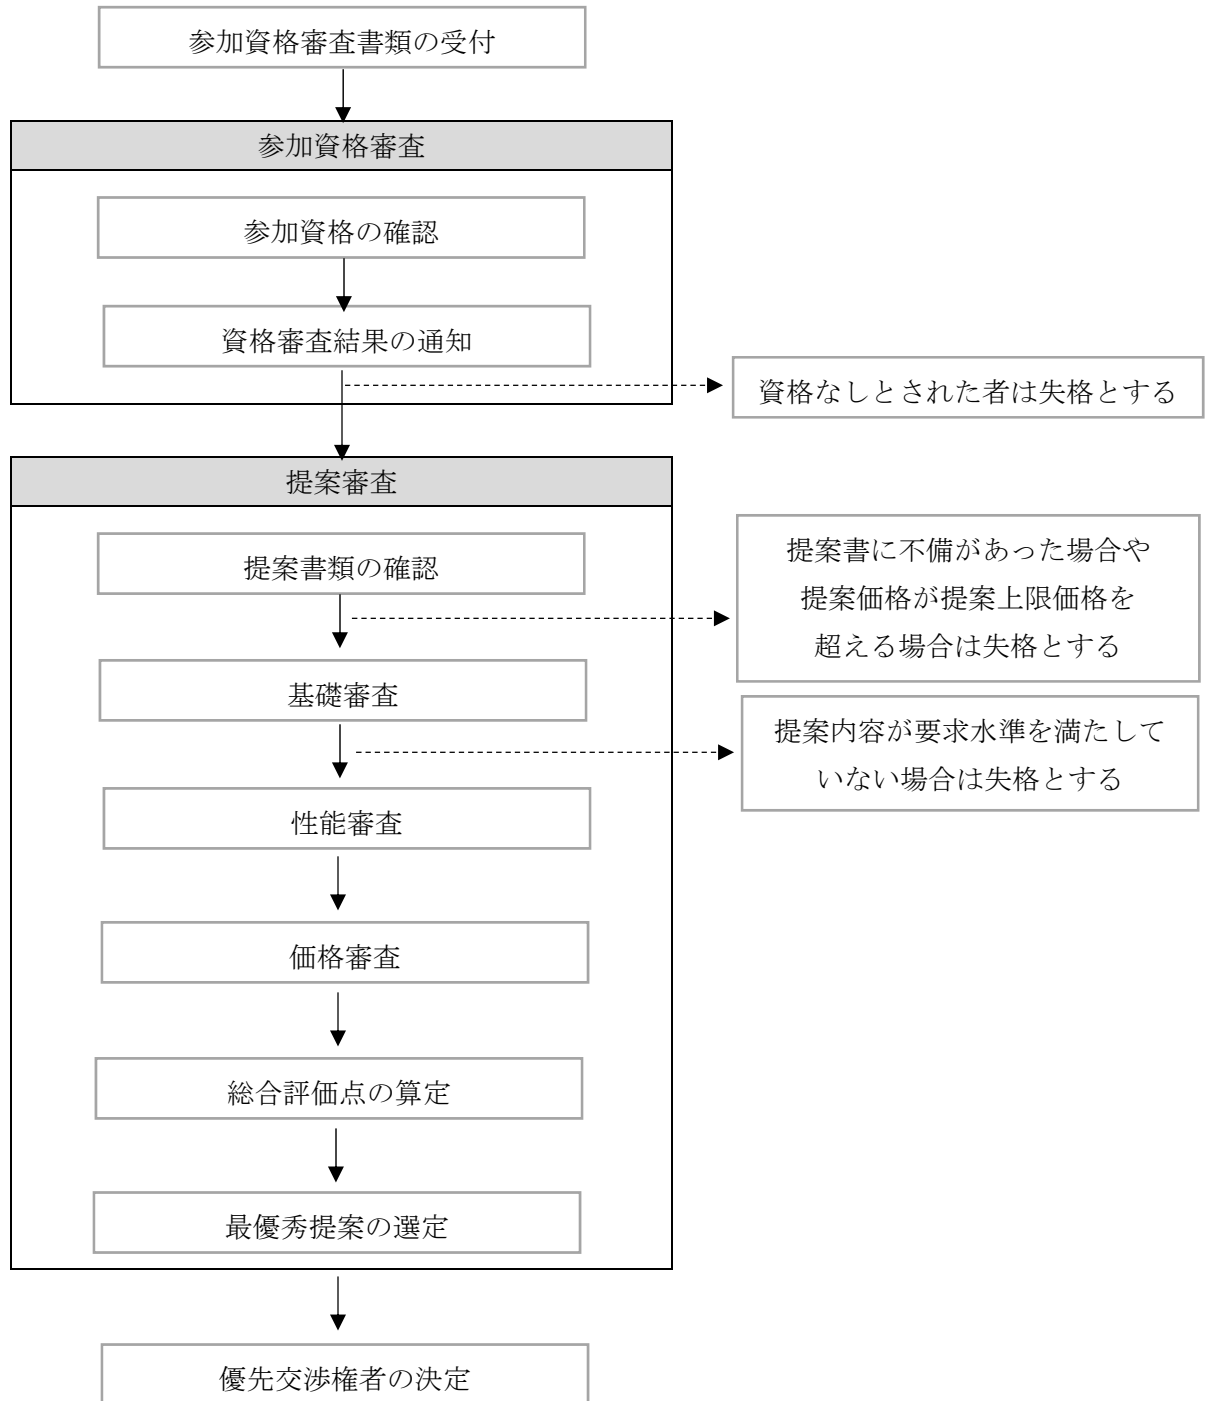 参加資格審査書類の受付
参加資格審査
参加資格の確認
資格審査結果の通知
資格なしとされた者は失格とする
提案審査
提案書類の確認
提案書に不備があった場合や
提案価格が提案上限価格を
超える場合は失格とする
基礎審査
提案内容が要求水準を満たして
いない場合は失格とする
性能審査
価格審査
総合評価点の算定
最優秀提案の選定
優先交渉権者の決定